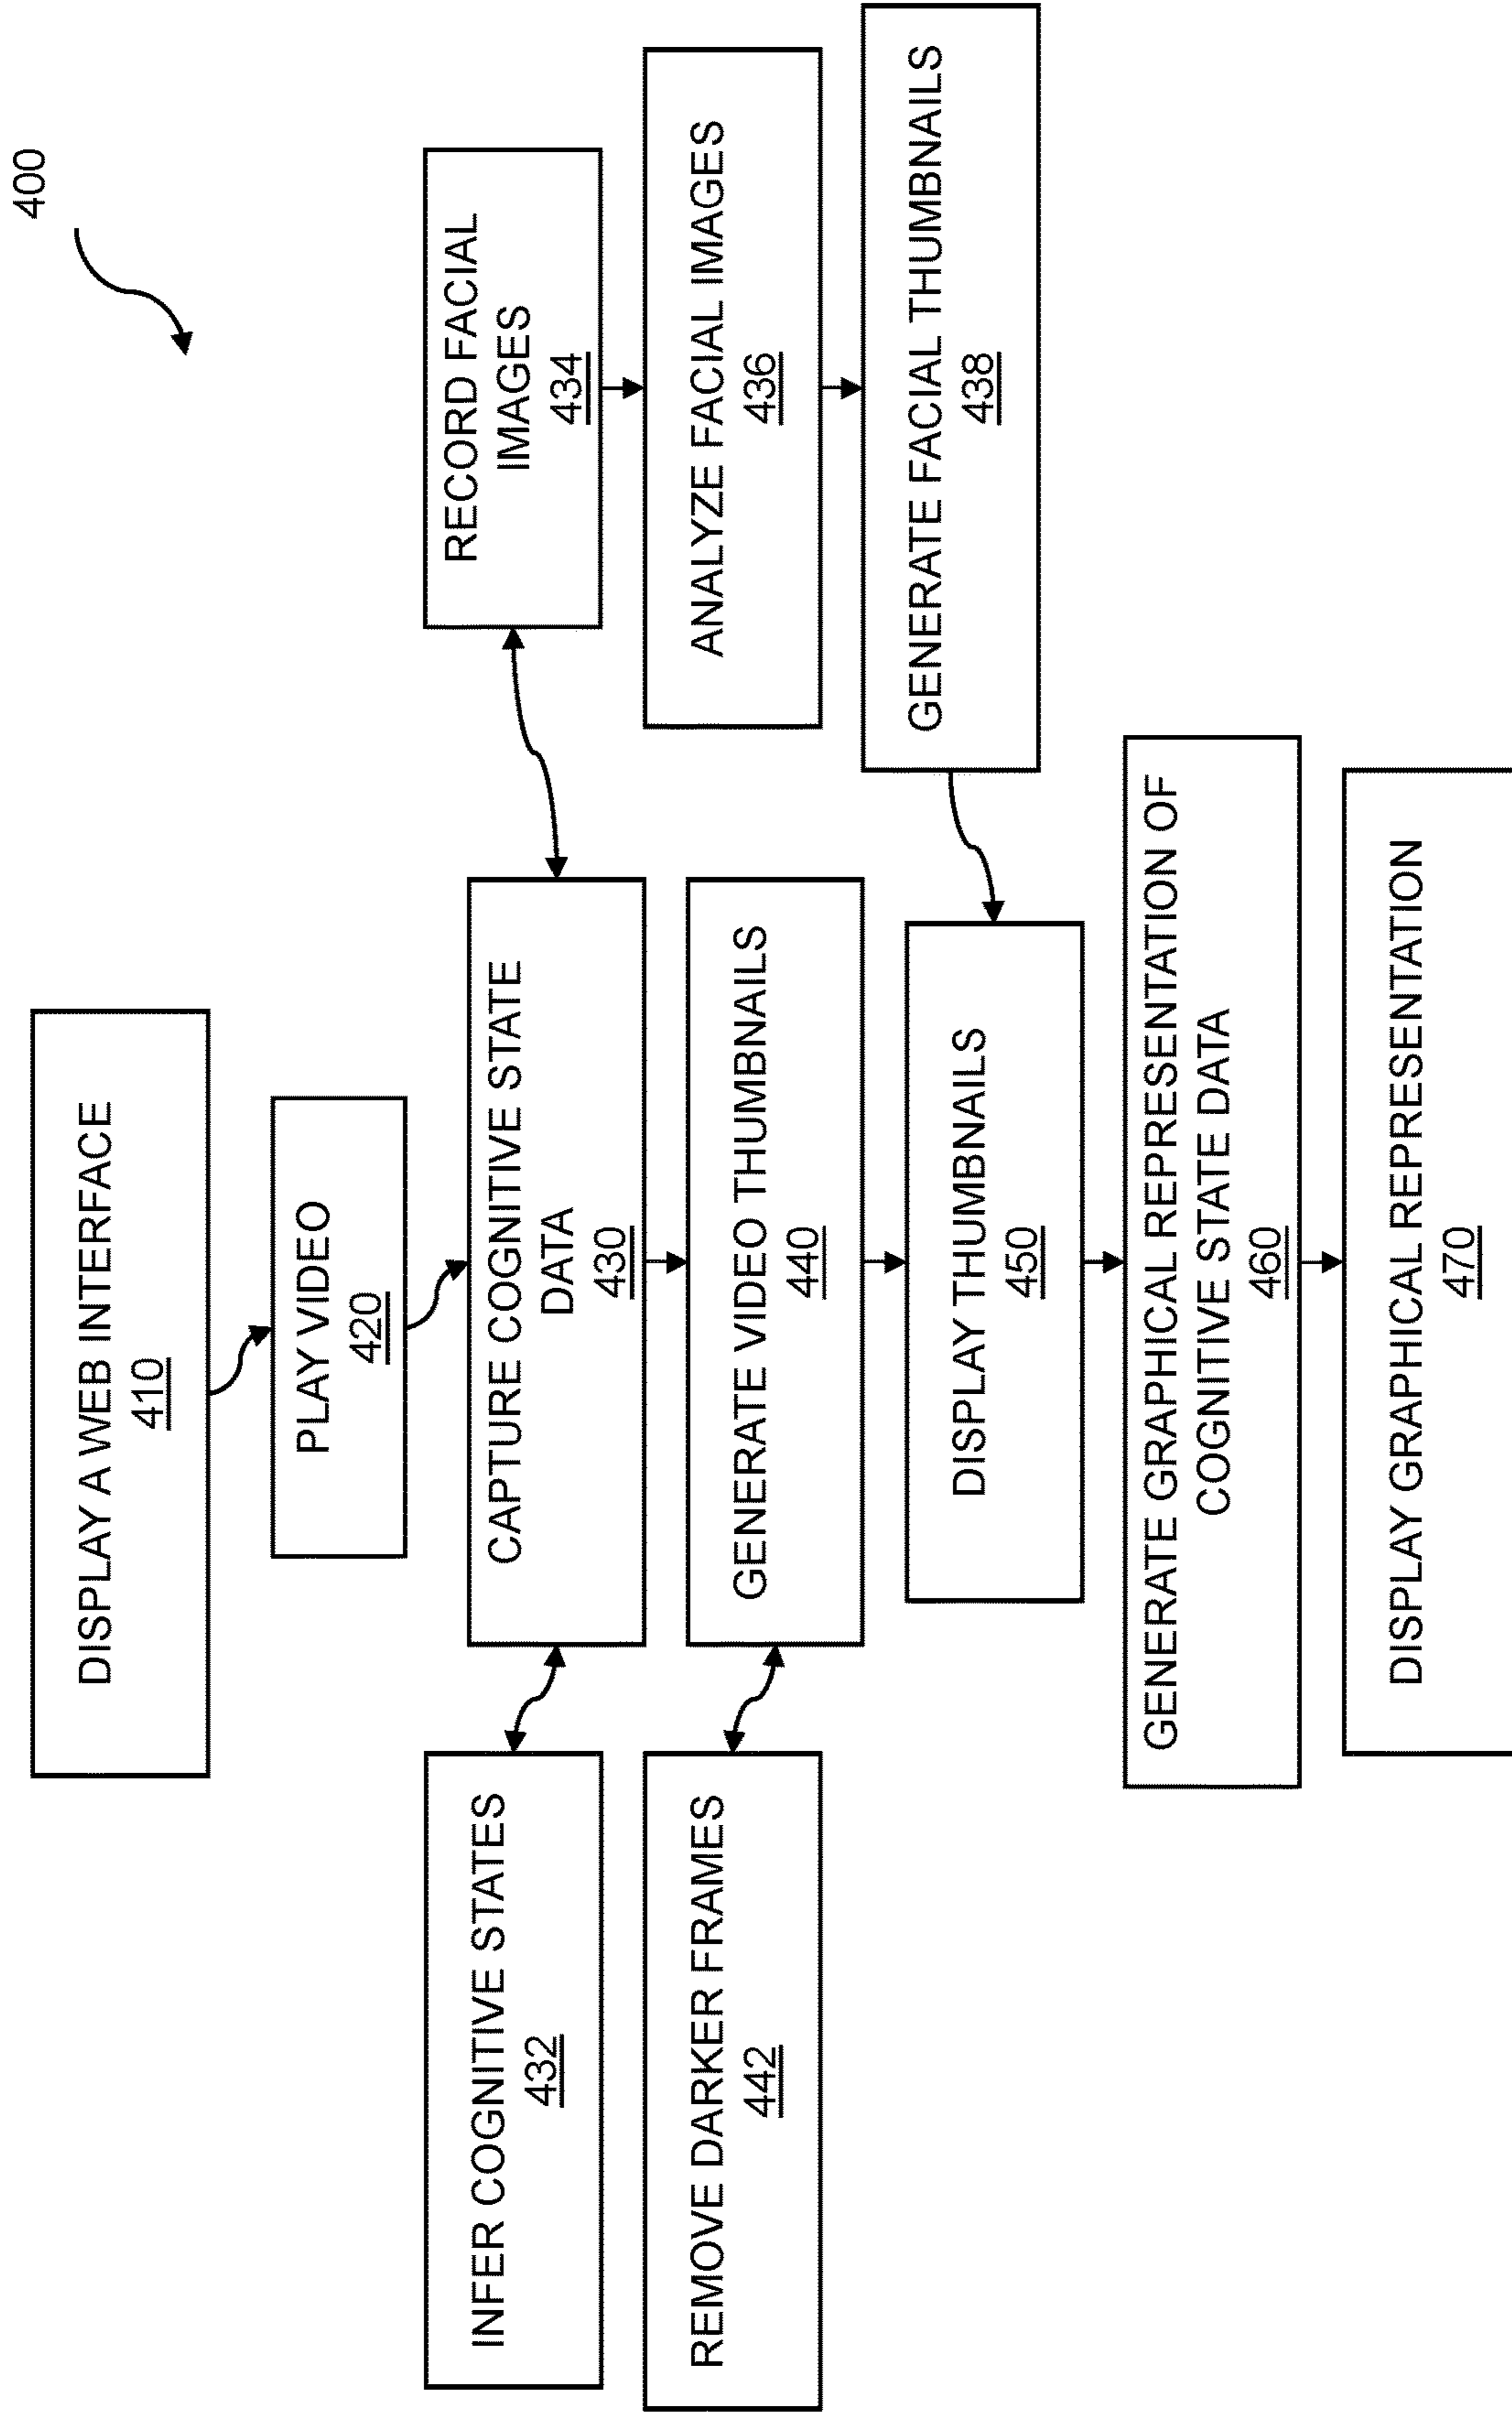 400
DISPLAY A WEB INTERFACE
410
PLAY VIDEO
420
INFER COGNITIVE STATES
432
CAPTURE COGNITIVE STATE
DATA
430
RECORD FACIAL
IMAGES
434
REMOVE DARKER FRAMES
442
GENERATE VIDEO THUMBNAILS
440
ANALYZE FACIAL IMAGES
436
DISPLAY THUMBNAILS
450
GENERATE FACIAL THUMBNAILS
438
GENERATE GRAPHICAL REPRESENTATION OF
COGNITIVE STATE DATA
460
DISPLAY GRAPHICAL REPRESENTATION
470